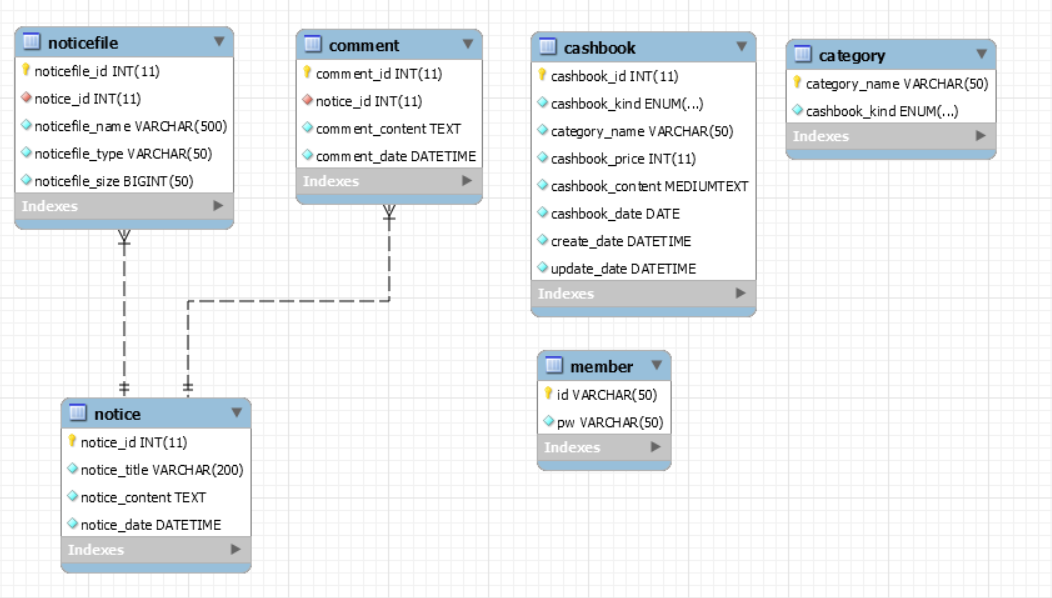 noticefile
noticefile_id INT(11)
notice_id INT(11)
noticefile_name VARCHAR(500)
noticefile_type VARCHAR(50)
noticefile_size BIGINT(50)
Indexes
comment
comment_id INT(11)
notice_id INT(11)
comment_content TEXT
comment_date DATETIME
Indexes
cashbook
cashbook_id INT(11)
cashbook_kind ENUM(...)
category_name VARCHAR(50)
cashbook_price INT(11)
cashbook_content MEDIUMTEXT
cashbook_date DATE
create_date DATETIME
update_date DATETIME
Indexes
category
category_name VARCHAR(50)
cashbook_kind ENUM(...)
Indexes
notice
notice_id INT(11)
notice_title VARCHAR(200)
notice_content TEXT
notice_date DATETIME
Indexes
member
id VARCHAR(50)
pw VARCHAR(50)
Indexes